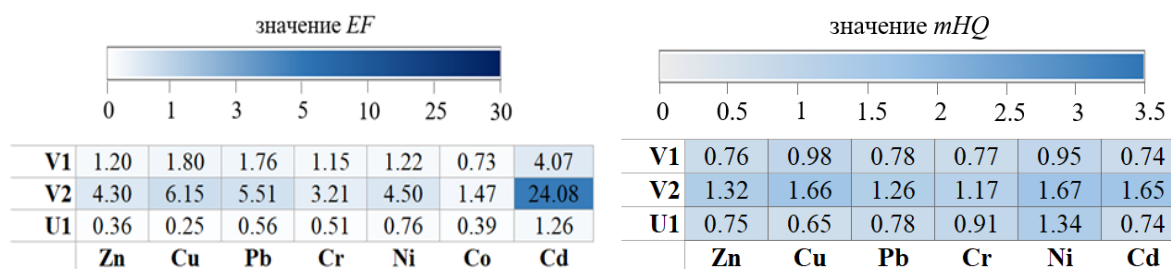 значение EF
0 1 3 5 10 25 30
V1 1.20 1.80 1.76 1.15 1.22 0.73 4.07
V2 4.30 6.15 5.51 3.21 4.50 1.47 24.08
U1 0.36 0.25 0.56 0.51 0.76 0.39 1.26
Zn Cu Pb Cr Ni Co Cd
значение mHQ
0 0.5 1 1.5 2 2.5 3 3.5
V1 0.76 0.98 0.78 0.77 0.95 0.74
V2 1.32 1.66 1.26 1.17 1.67 1.65
U1 0.75 0.65 0.78 0.91 1.34 0.74
Zn Cu Pb Cr Ni Cd